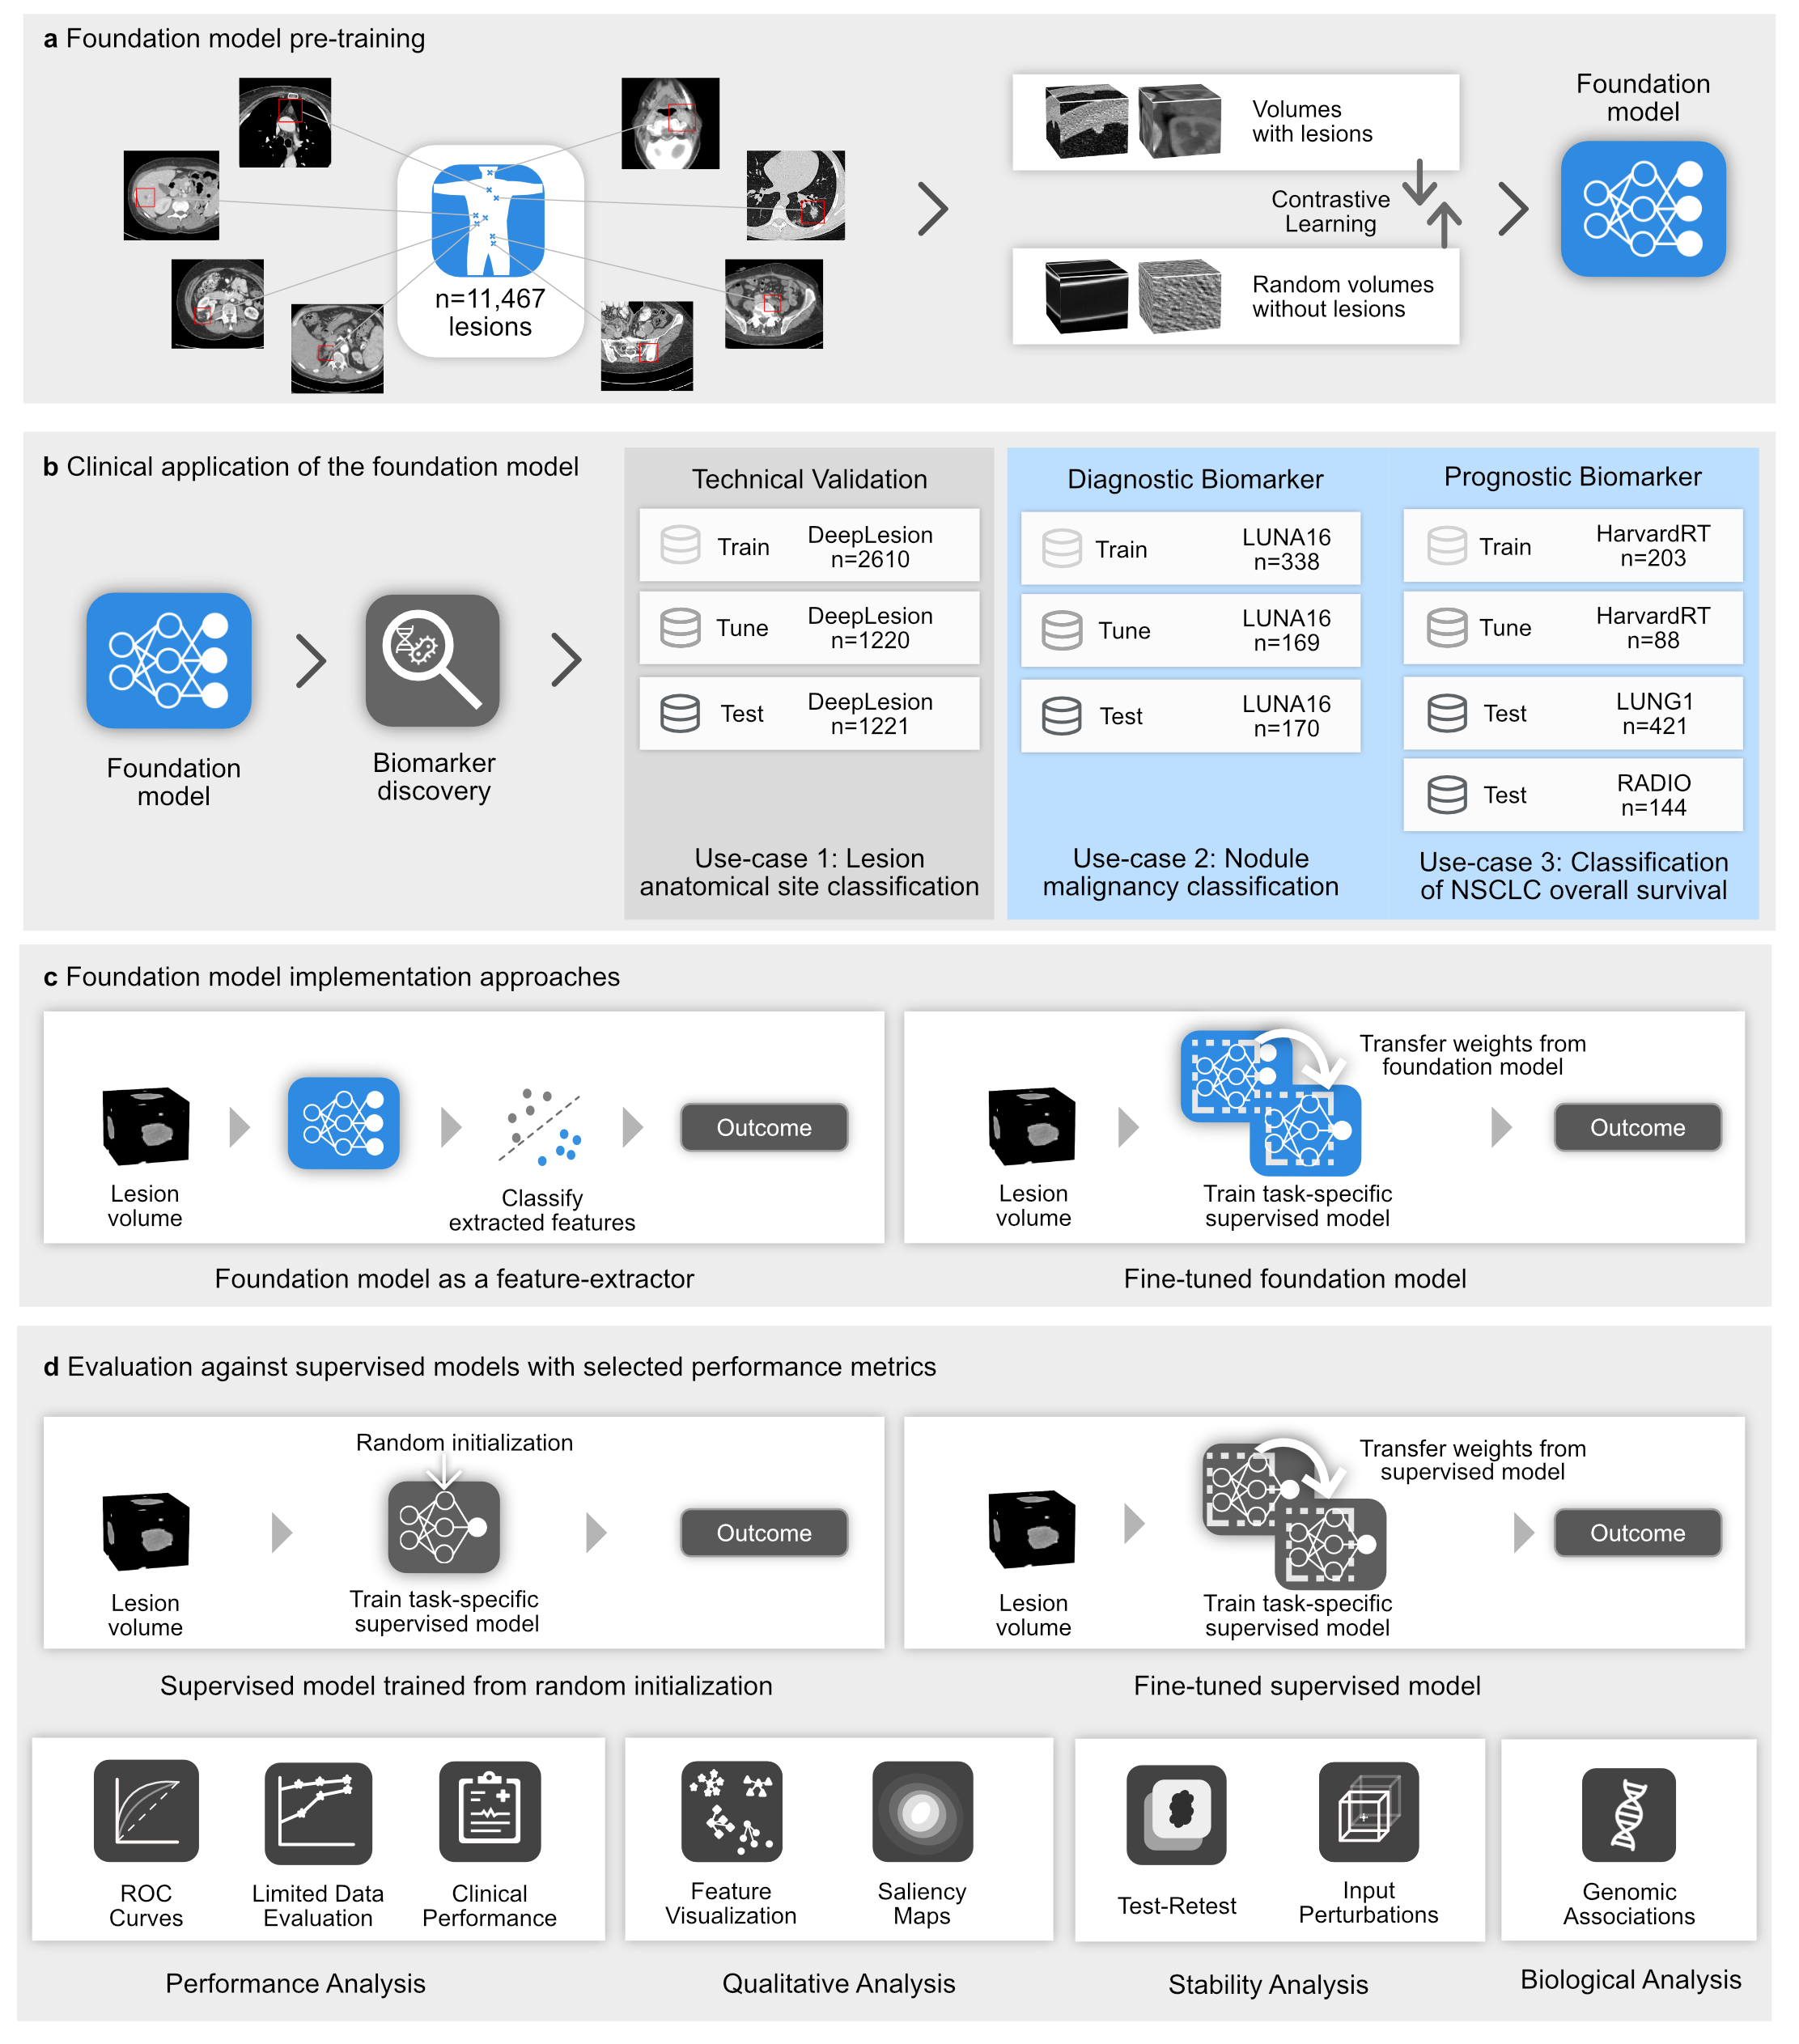 a Foundation model pre-training
n=11,467
lesions
Volumes
with lesions
Contrastive
Learning
Random volumes
without lesions
Foundation
model
b Clinical application of the foundation model
Foundation
model
Biomarker
discovery
Technical Validation
Train
DeepLesion
n=2610
Tune
DeepLesion
n=1220
Test
DeepLesion
n=1221
Use-case 1: Lesion
anatomical site classification
Diagnostic Biomarker
Train
LUNA16
n=338
Tune
LUNA16
n=169
Test
LUNA16
n=170
Use-case 2: Nodule
malignancy classification
Prognostic Biomarker
Train
HarvardRT
n=203
Tune
HarvardRT
n=88
Test
LUNG1
n=421
Test
RADIO
n=144
Use-case 3: Classification
of NSCLC overall survival
c Foundation model implementation approaches
Lesion
volume
Classify
extracted features
Outcome
Foundation model as a feature-extractor
Lesion
volume
Transfer weights from
foundation model
Train task-specific
supervised model
Outcome
Fine-tuned foundation model
d Evaluation against supervised models with selected performance metrics
Random initialization
Lesion
volume
Train task-specific
supervised model
Outcome
Supervised model trained from random initialization
Lesion
volume
Transfer weights from
supervised model
Train task-specific
supervised model
Outcome
Fine-tuned supervised model
ROC
Curves
Limited Data
Evaluation
Clinical
Performance
Performance Analysis
Feature
Visualization
Saliency
Maps
Qualitative Analysis
Test-Retest
Input
Perturbations
Stability Analysis
Genomic
Associations
Biological Analysis